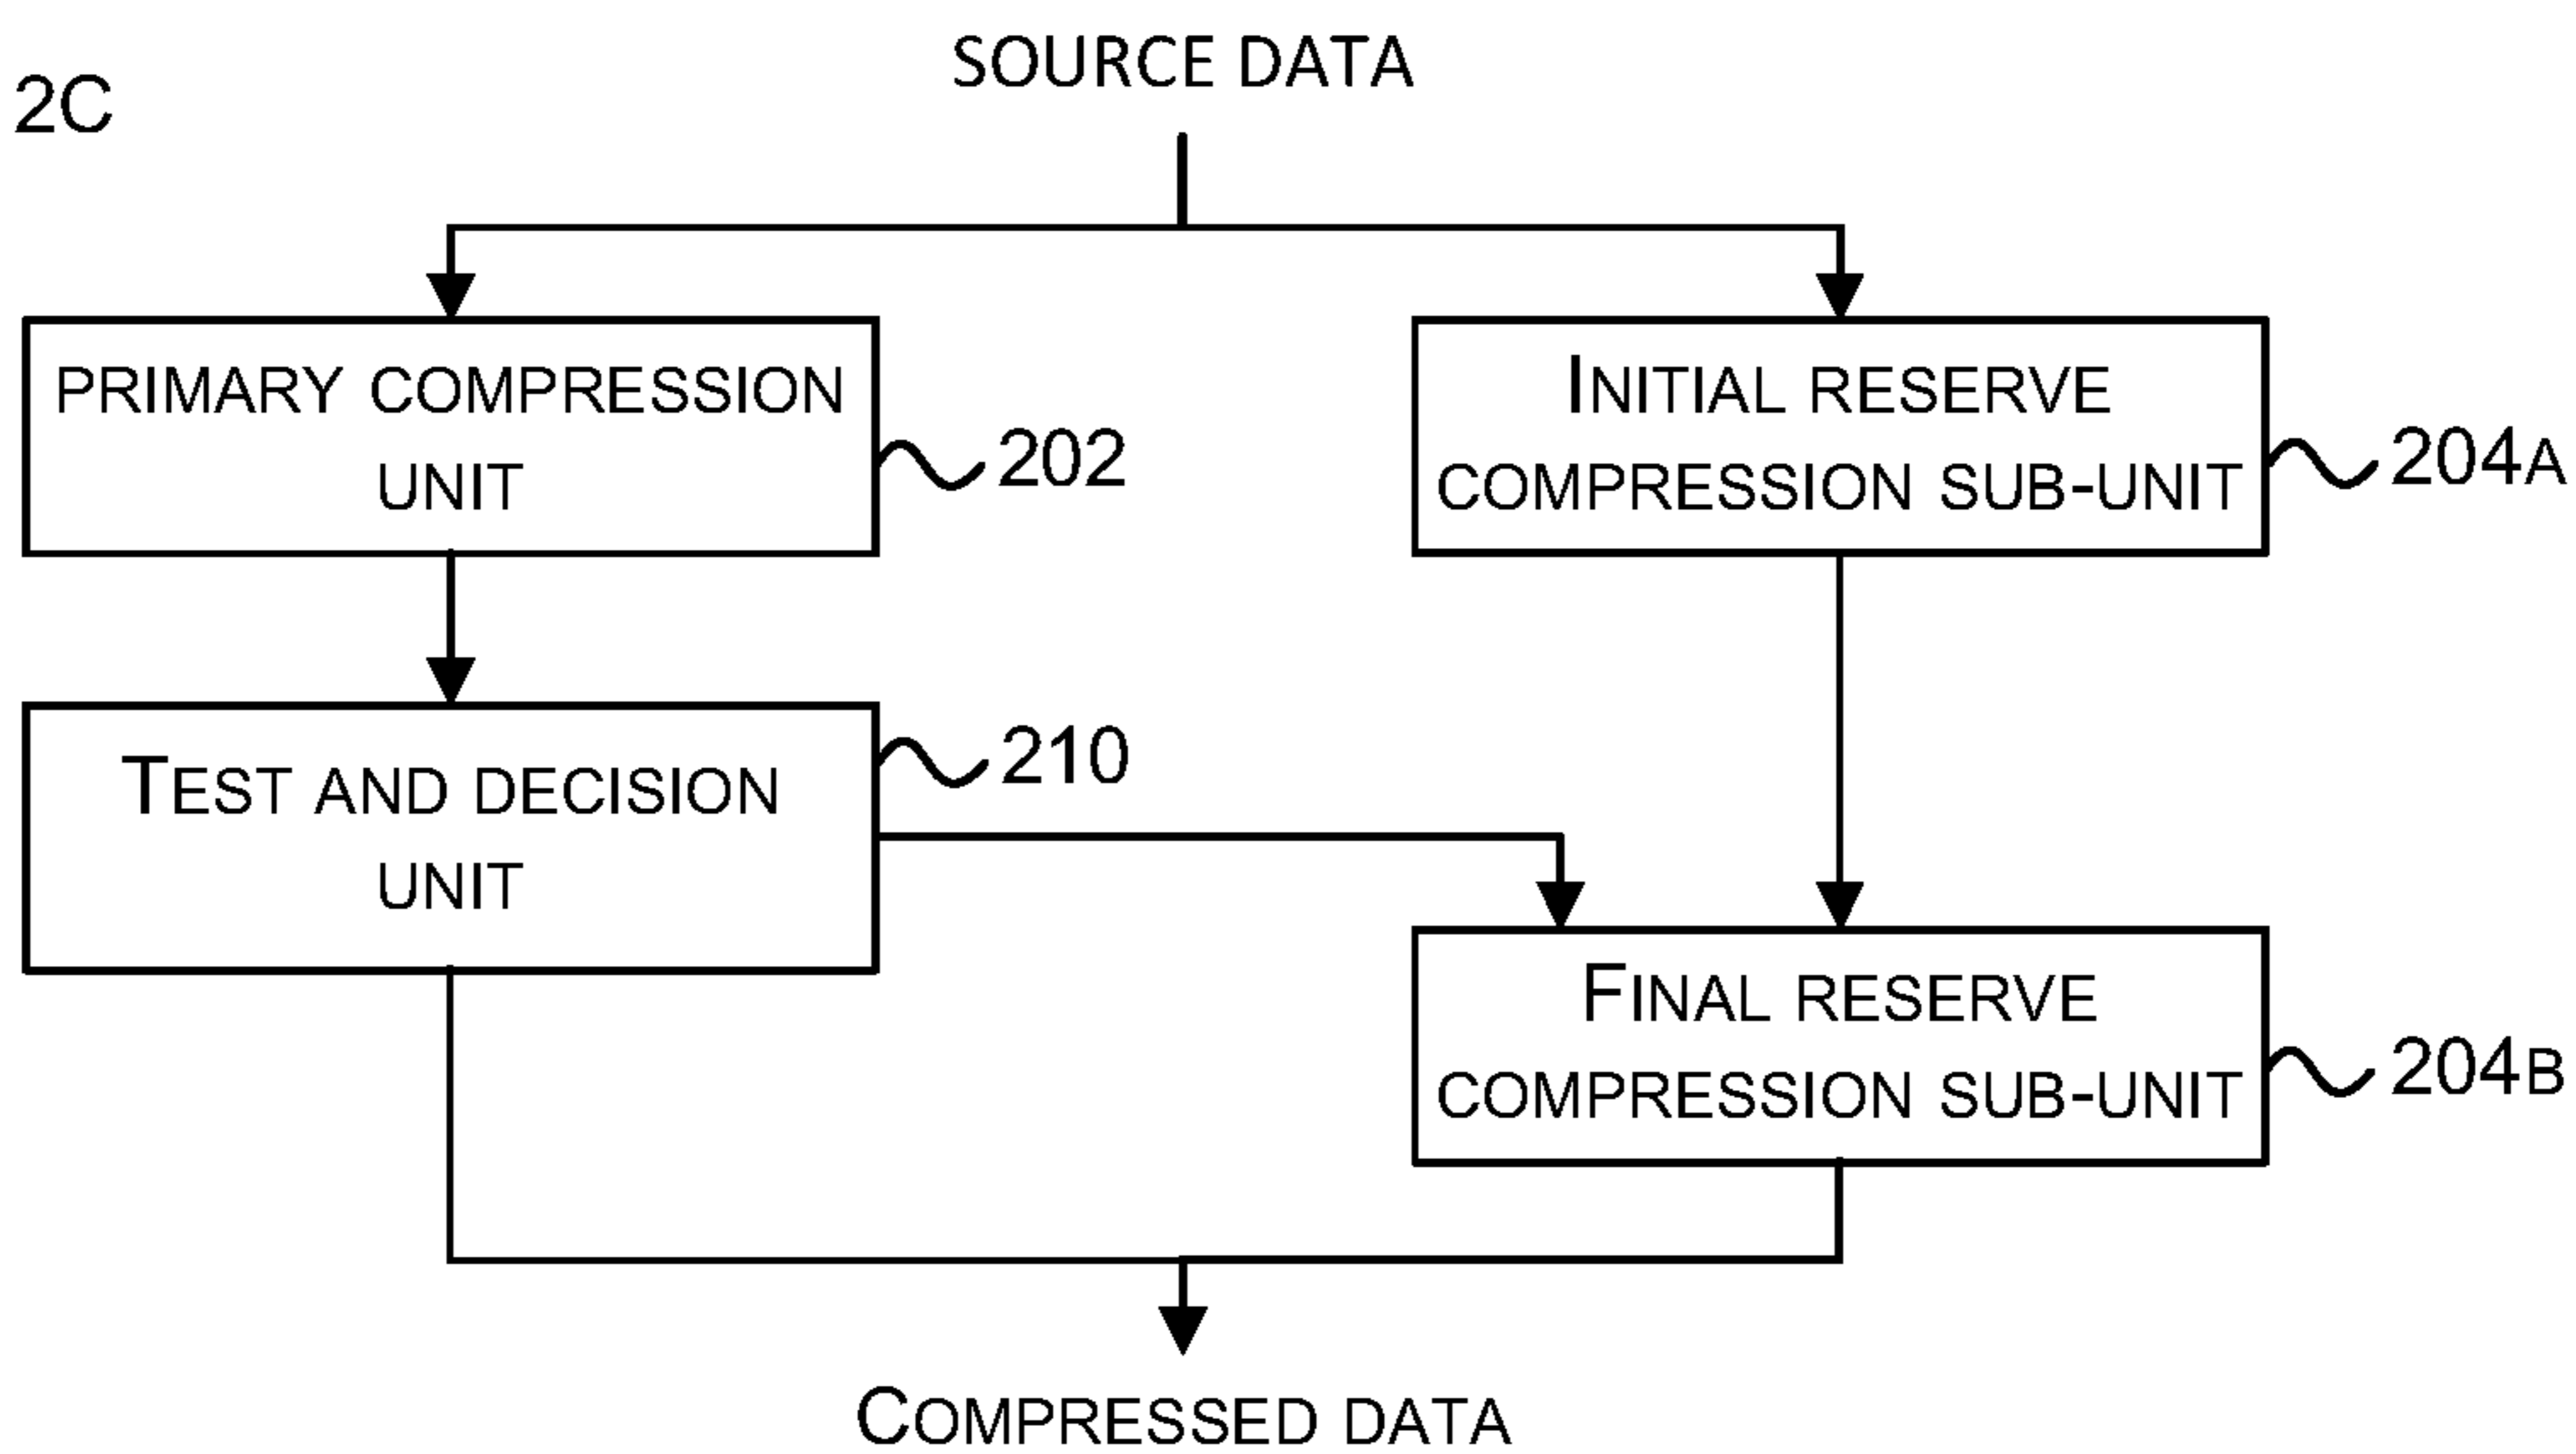 2C
SOURCE DATA
PRIMARY COMPRESSION
UNIT
202
INITIAL RESERVE
COMPRESSION SUB-UNIT
204A
TEST AND DECISION
UNIT
210
FINAL RESERVE
COMPRESSION SUB-UNIT
204B
COMPRESSED DATA